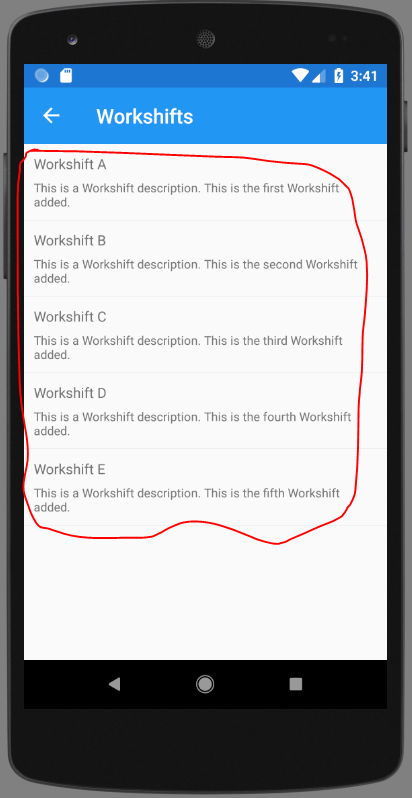 3:41
Workshifts
Workshift A
This is a Workshift description. This is the first Workshift
added.
Workshift B
This is a Workshift description. This is the second Workshift
added.
Workshift C
This is a Workshift description. This is the third Workshift
added.
Workshift D
This is a Workshift description. This is the fourth Workshift
added.
Workshift E
This is a Workshift description. This is the fifth Workshift
added.